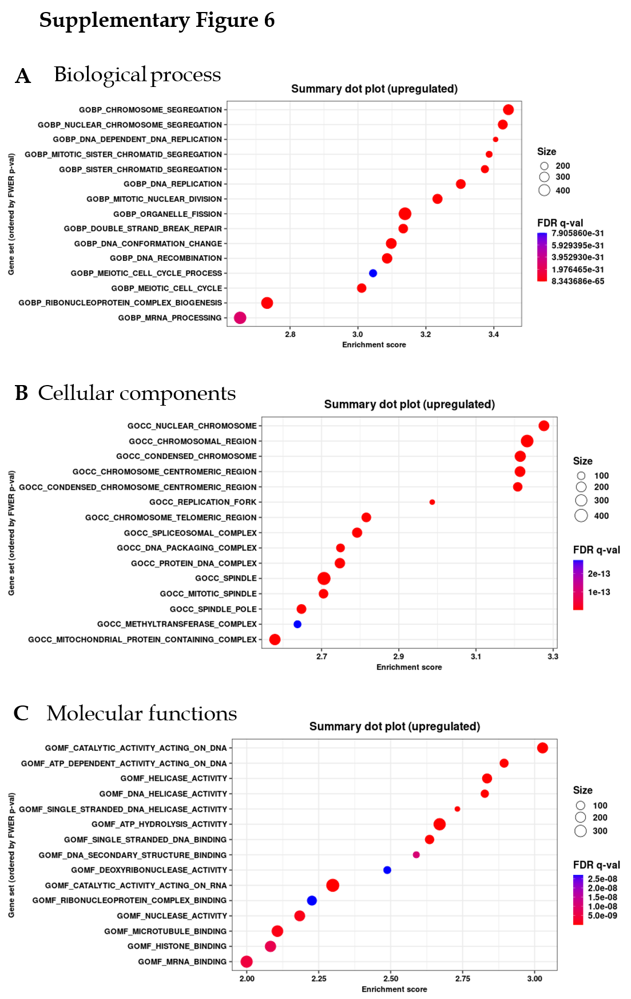 Supplementary Figure 6
A Biological process
Summary dot plot (upregulated)
Gene set (ordered by FWER p-val)
GOBP_CHROMOSOME_SEGREGATION
GOBP_NUCLEAR_CHROMOSOME_SEGREGATION
GOBP_DNA_DEPENDENT_DNA_REPLICATION
GOBP_MITOTIC_SISTER_CHROMATID_SEGREGATION
GOBP_SISTER_CHROMATID_SEGREGATION
GOBP_DNA_REPLICATION
GOBP_MITOTIC_NUCLEAR_DIVISION
GOBP_ORGANELLE_FISSION
GOBP_DOUBLE_STRAND_BREAK_REPAIR
GOBP_DNA_CONFORMATION_CHANGE
GOBP_DNA_RECOMBINATION
GOBP_MEIOTIC_CELL_CYCLE_PROCESS
GOBP_MEIOTIC_CELL_CYCLE
GOBP_RIBONUCLEOPROTEIN_COMPLEX_BIOGENESIS
GOBP_MRNA_PROCESSING
2.8 3.0 3.2 3.4
Enrichment score
Size
200
300
400
FDR q-val
7.905860e-31
5.929395e-31
3.952930e-31
1.976465e-31
8.343686e-65
B Cellular components
Summary dot plot (upregulated)
Gene set (ordered by FWER p-val)
GOCC_NUCLEAR_CHROMOSOME
GOCC_CHROMOSOMAL_REGION
GOCC_CONDENSED_CHROMOSOME
GOCC_CHROMOSOME_CENTROMERIC_REGION
GOCC_CONDENSED_CHROMOSOME_CENTROMERIC_REGION
GOCC_REPLICATION_FORK
GOCC_CHROMOSOME_TELOMERIC_REGION
GOCC_SPLICEOSOMAL_COMPLEX
GOCC_DNA_PACKAGING_COMPLEX
GOCC_PROTEIN_DNA_COMPLEX
GOCC_SPINDLE
GOCC_MITOTIC_SPINDLE
GOCC_SPINDLE_POLE
GOCC_METHYLTRANSFERASE_COMPLEX
GOCC_MITOCHONDRIAL_PROTEIN_CONTAINING_COMPLEX
2.7 2.9 3.1 3.3
Enrichment score
Size
100
200
300
400
FDR q-val
2e-13
1e-13
C Molecular functions
Summary dot plot (upregulated)
Gene set (ordered by FWER p-val)
GOMF_CATALYTIC_ACTIVITY_ACTING_ON_DNA
GOMF_ATP_DEPENDENT_ACTIVITY_ACTING_ON_DNA
GOMF_HELICASE_ACTIVITY
GOMF_DNA_HELICASE_ACTIVITY
GOMF_SINGLE_STRANDED_DNA_HELICASE_ACTIVITY
GOMF_ATP_HYDROLYSIS_ACTIVITY
GOMF_SINGLE_STRANDED_DNA_BINDING
GOMF_DNA_SECONDARY_STRUCTURE_BINDING
GOMF_DEOXYRIBONUCLEASE_ACTIVITY
GOMF_CATALYTIC_ACTIVITY_ACTING_ON_RNA
GOMF_RIBONUCLEOPROTEIN_COMPLEX_BINDING
GOMF_NUCLEASE_ACTIVITY
GOMF_MICROTUBULE_BINDING
GOMF_HISTONE_BINDING
GOMF_MRNA_BINDING
2.00 2.25 2.50 2.75 3.00
Enrichment score
Size
100
200
300
FDR q-val
2.5e-08
2.0e-08
1.5e-08
1.0e-08
5.0e-09